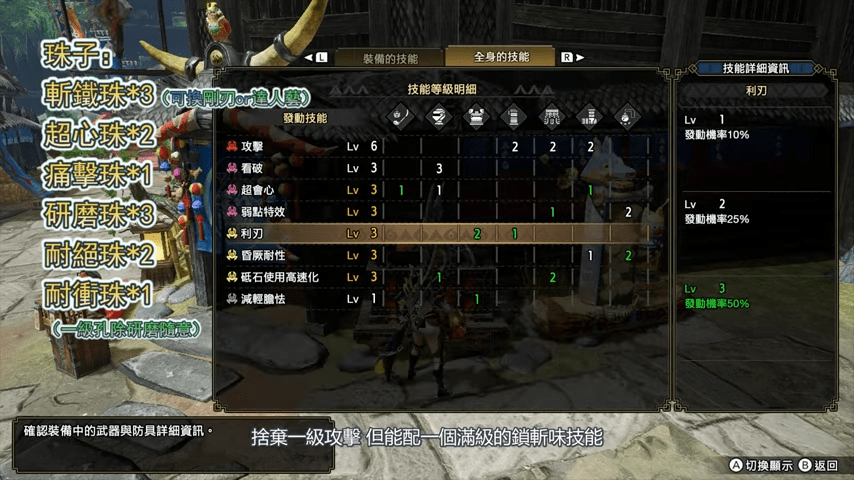 珠子:
斬鐵珠*3(可換剛刃or達人藝)
超心珠*2
痛擊珠*1
研磨珠*3
耐絕珠*2
耐衝珠*1
(一級孔除研磨隨意)
L 裝備的技能 全身的技能 R
技能等級明細
發動技能
攻擊 Lv 6 2 2 2
看破 Lv 3 3
超會心 Lv 3 1 1 1
弱點特效 Lv 3 1 2
利刃 Lv 3 2 1
昏厥耐性 Lv 3 1 2
砥石使用高速化 Lv 3 1 2
減輕膽怯 Lv 1 1
技能詳細資訊
利刃
Lv 1
發動機率10%
Lv 2
發動機率25%
Lv 3
發動機率50%
確認裝備中的武器與防具詳細資訊。
捨棄一級攻擊 但能配一個滿級的鎖斬味技能
A切換顯示 B返回